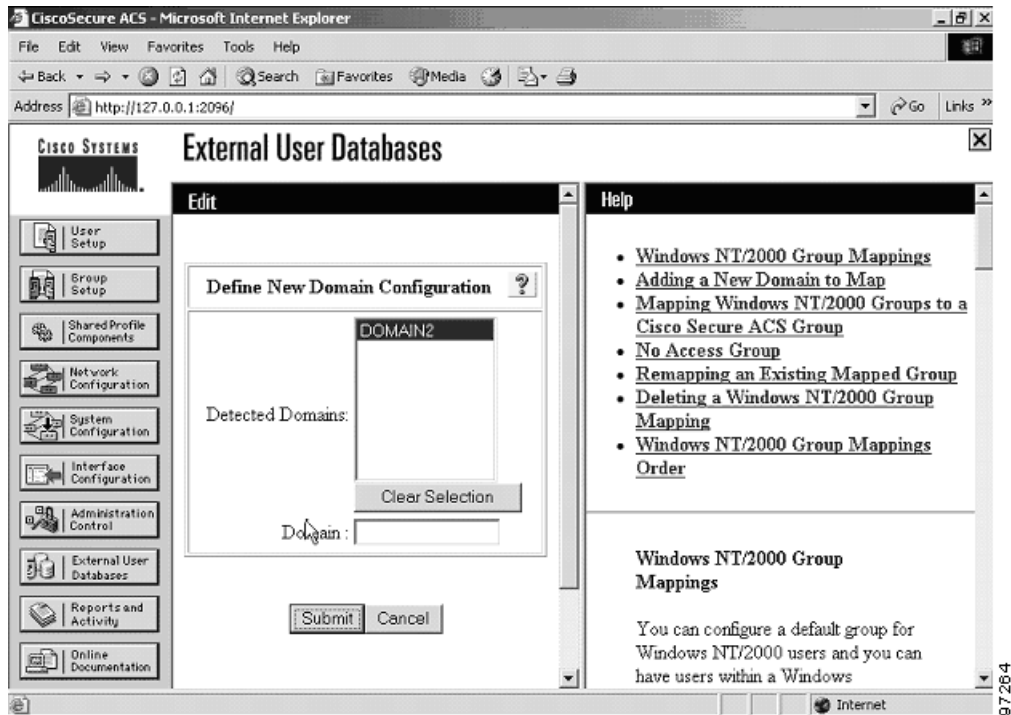 CiscoSecure ACS - Microsoft Internet Explorer
File Edit View Favorites Tools Help
Back Search Favorites Media
Address http://127.0.0.1:2096/ Go Links »
CISCO SYSTEMS
External User Databases
User
Setup
Group
Setup
Shared Profile
Components
Network
Configuration
System
Configuration
Interface
Configuration
Administration
Control
External User
Databases
Reports and
Activity
Online
Documentation
Edit
Define New Domain Configuration ?
DOMAIN2
Detected Domains:
Clear Selection
Domain :
Submit Cancel
Help
• Windows NT/2000 Group Mappings
• Adding a New Domain to Map
• Mapping Windows NT/2000 Groups to a
Cisco Secure ACS Group
• No Access Group
• Remapping an Existing Mapped Group
• Deleting a Windows NT/2000 Group
Mapping
• Windows NT/2000 Group Mappings
Order
Windows NT/2000 Group
Mappings
You can configure a default group for
Windows NT/2000 users and you can
have users within a Windows
Internet
97264